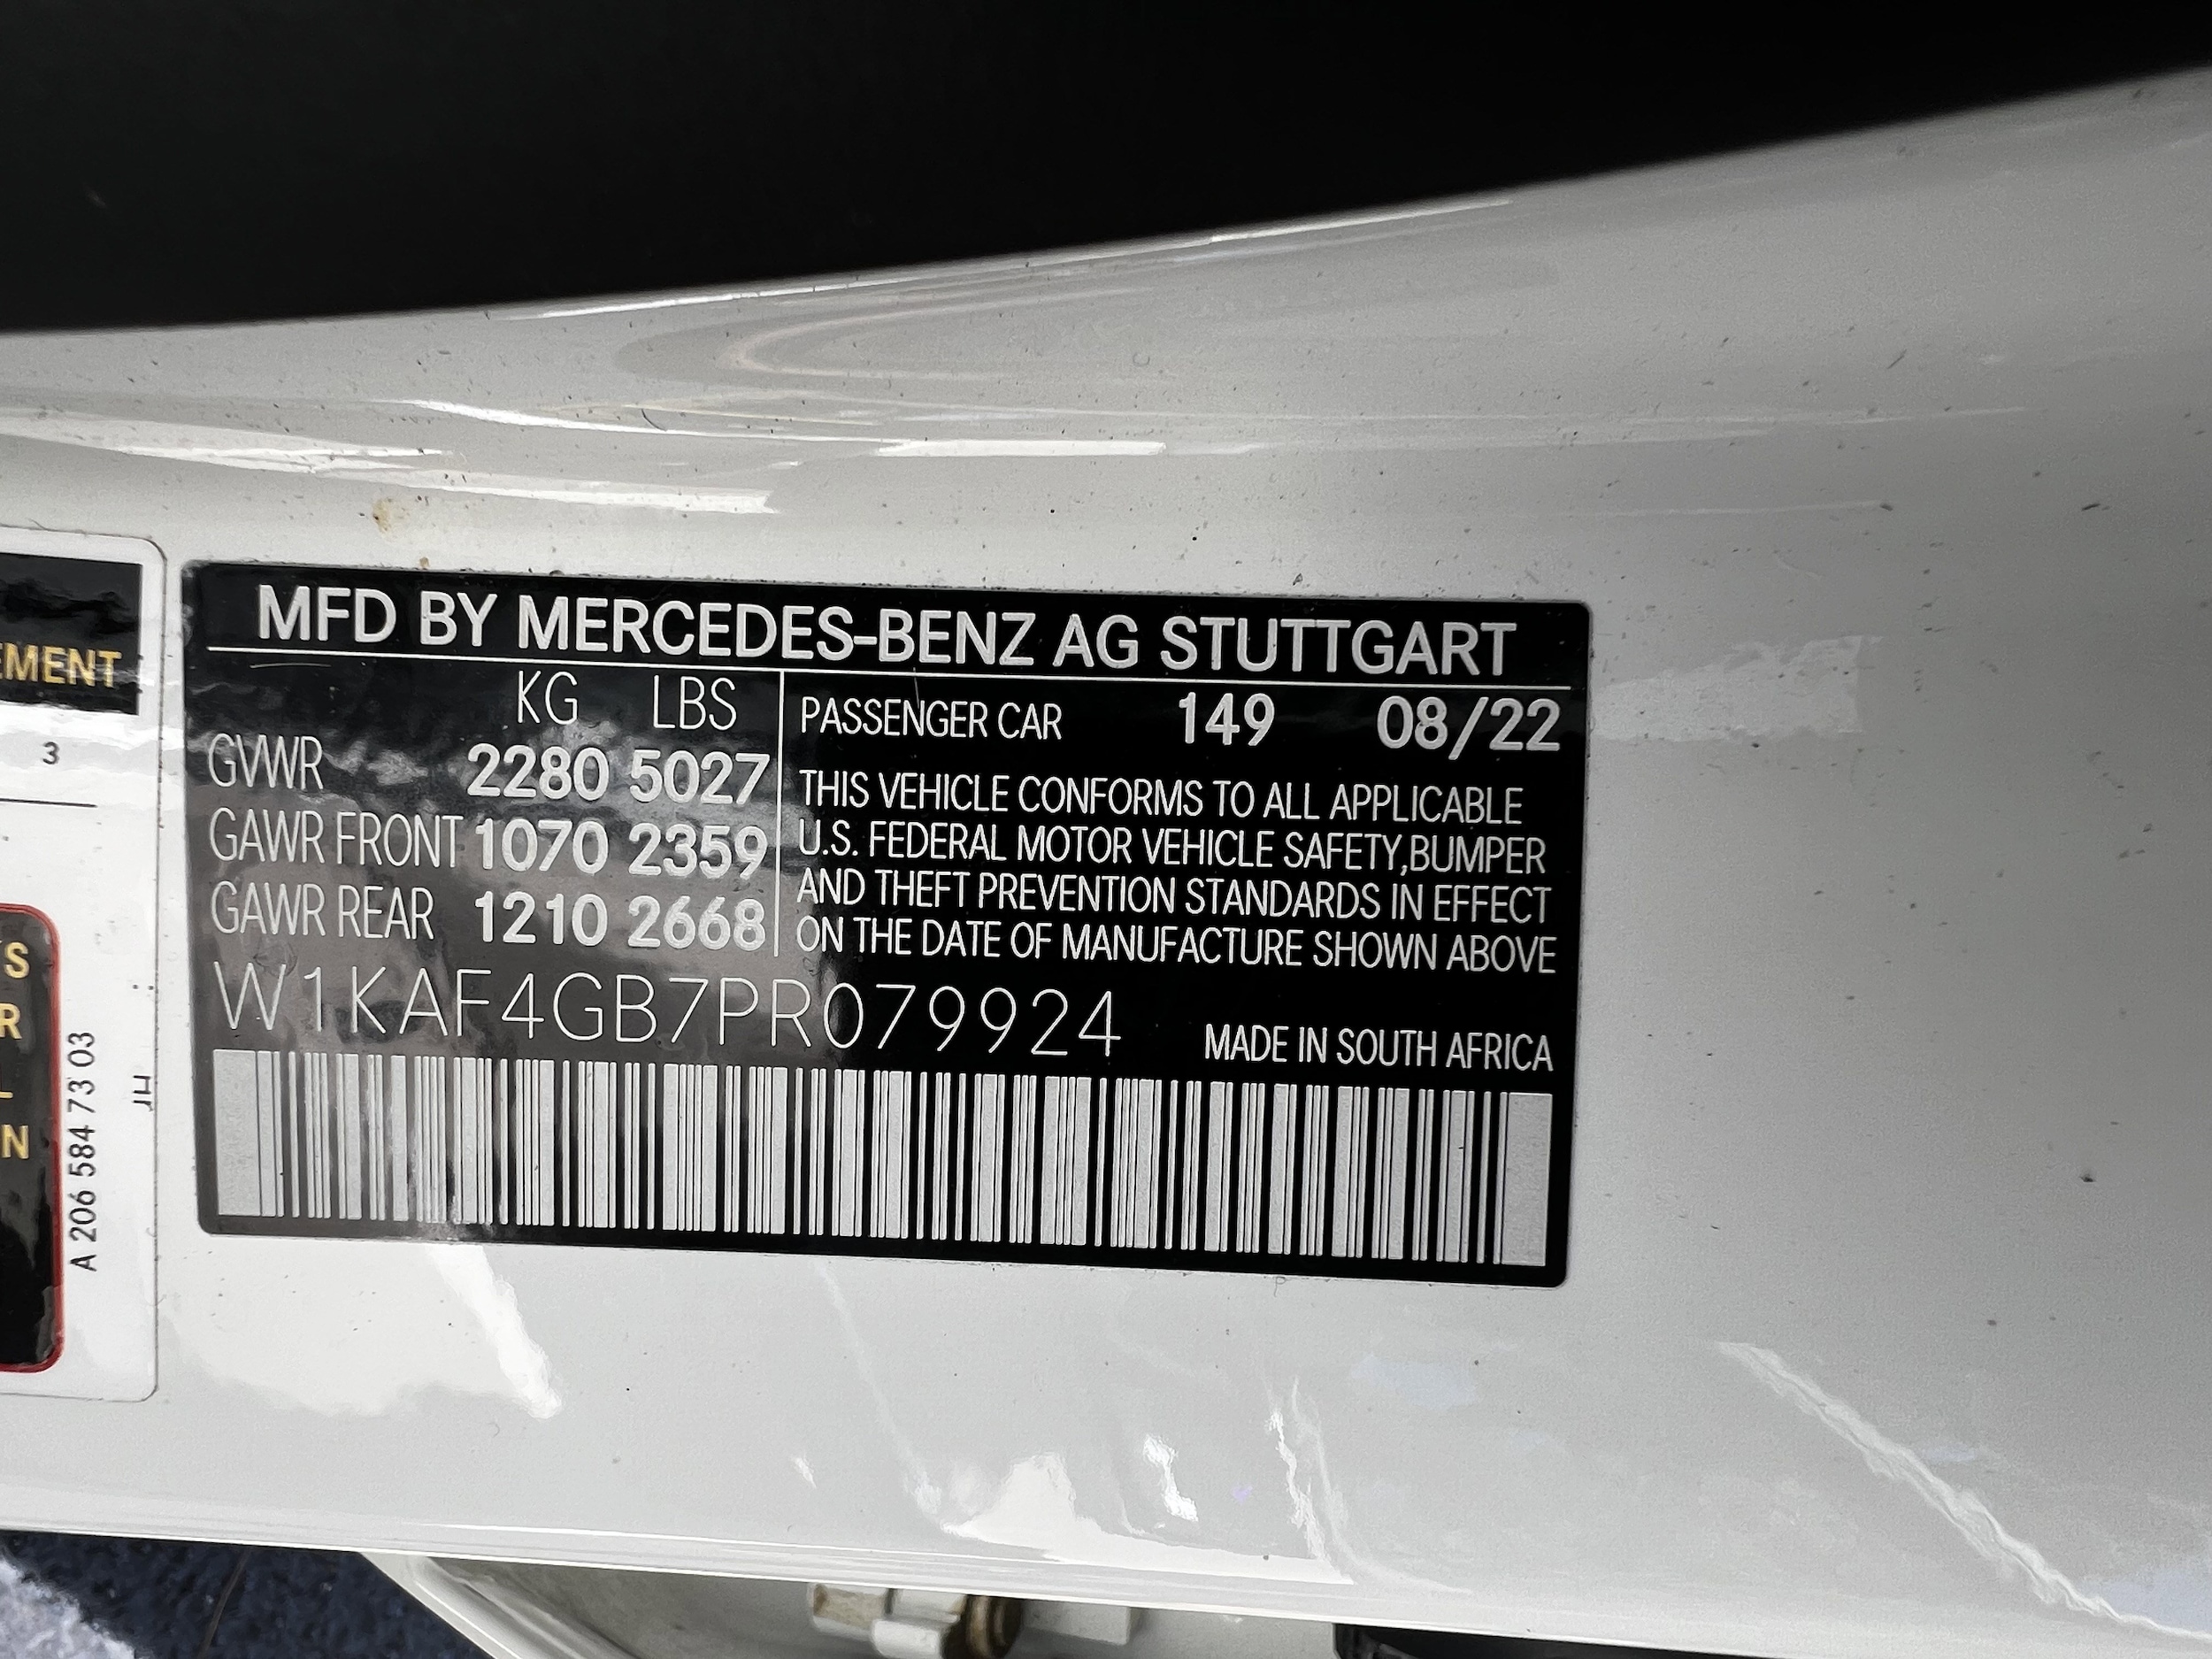 MFD BY MERCEDES-BENZ AG STUTTGART
KG LBS
GVWR 2280 5027
GAWR FRONT 1070 2359
GAWR REAR 1210 2668
PASSENGER CAR 149 08/22
THIS VEHICLE CONFORMS TO ALL APPLICABLE
U.S. FEDERAL MOTOR VEHICLE SAFETY,BUMPER
AND THEFT PREVENTION STANDARDS IN EFFECT
ON THE DATE OF MANUFACTURE SHOWN ABOVE
W1KAF4GB7PR079924
MADE IN SOUTH AFRICA
EMENT
3
S
R
L
N
A 206 584 73 03